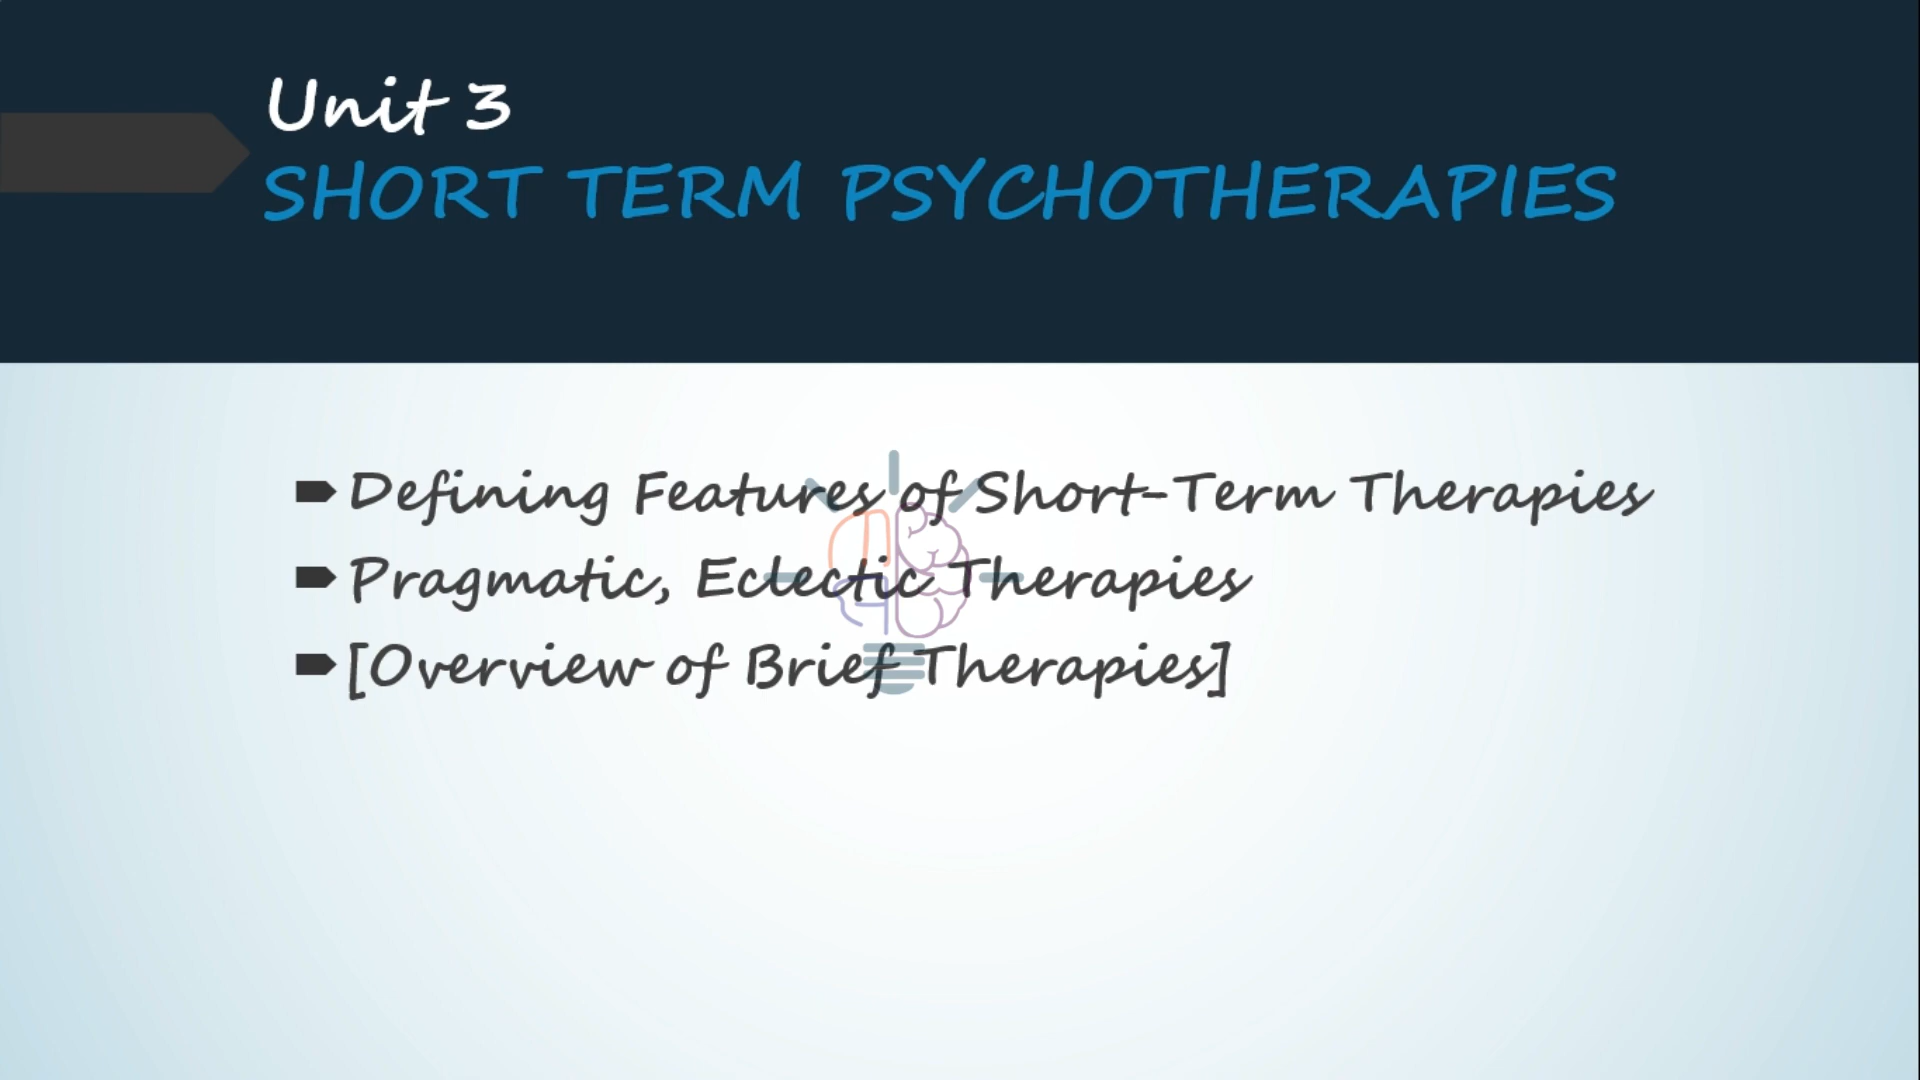 Unit 3
SHORT TERM PSYCHOTHERAPIES
Defining Features of Short-Term Therapies
Pragmatic, Eclectic Therapies
[Overview of Brief Therapies]